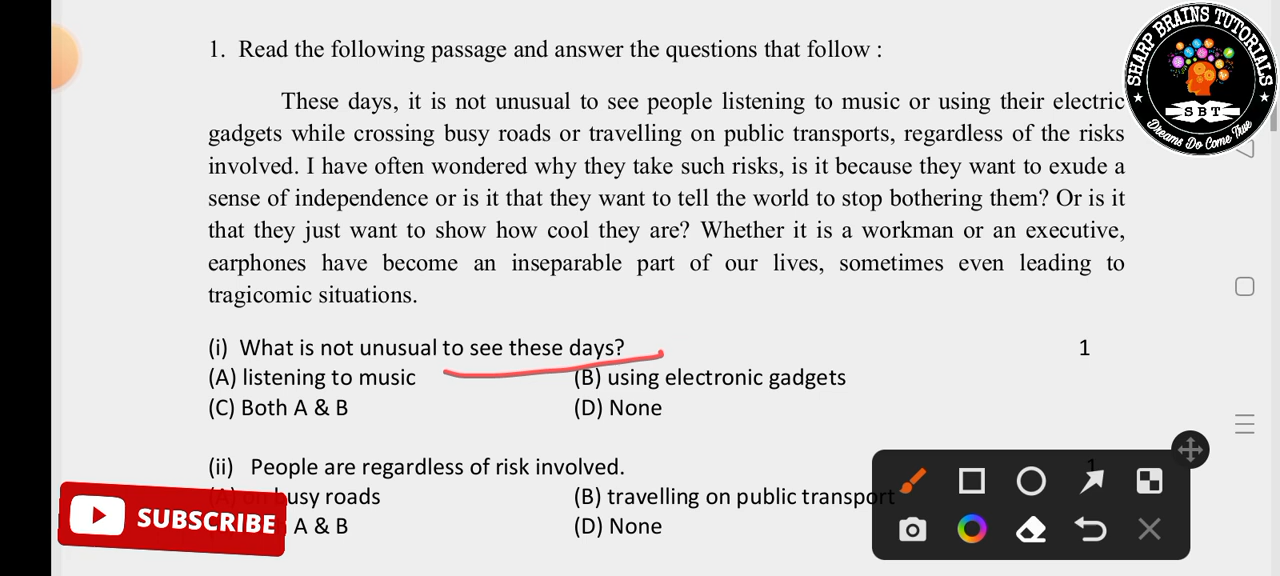 SHARP BRAINS TUTORIALS
SBT
Dreams Do Come True
1. Read the following passage and answer the questions that follow :
These days, it is not unusual to see people listening to music or using their electric
gadgets while crossing busy roads or travelling on public transports, regardless of the risks
involved. I have often wondered why they take such risks, is it because they want to exude a
sense of independence or is it that they want to tell the world to stop bothering them? Or is it
that they just want to show how cool they are? Whether it is a workman or an executive,
earphones have become an inseparable part of our lives, sometimes even leading to
tragicomic situations.
(i) What is not unusual to see these days? 1
(A) listening to music (B) using electronic gadgets
(C) Both A & B (D) None
(ii) People are regardless of risk involved. 1
(A) on busy roads (B) travelling on public transport
A & B (D) None
SUBSCRIBE